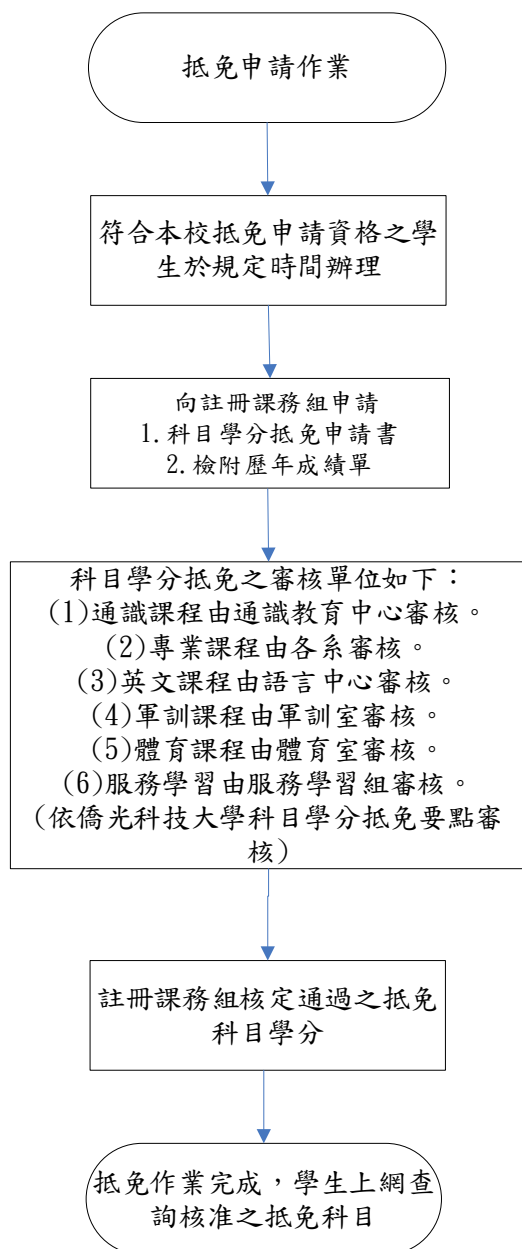 抵免申請作業
符合本校抵免申請資格之學
生於規定時間辦理
向註冊課務組申請
1.科目學分抵免申請書
2.檢附歷年成績單
科目學分抵免之審核單位如下：
(1)通識課程由通識教育中心審核。
(2)專業課程由各系審核。
(3)英文課程由語言中心審核。
(4)軍訓課程由軍訓室審核。
(5)體育課程由體育室審核。
(6)服務學習由服務學習組審核。
(依僑光科技大學科目學分抵免要點審
核)
註冊課務組核定通過之抵免
科目學分
抵免作業完成，學生上網查
詢核准之抵免科目